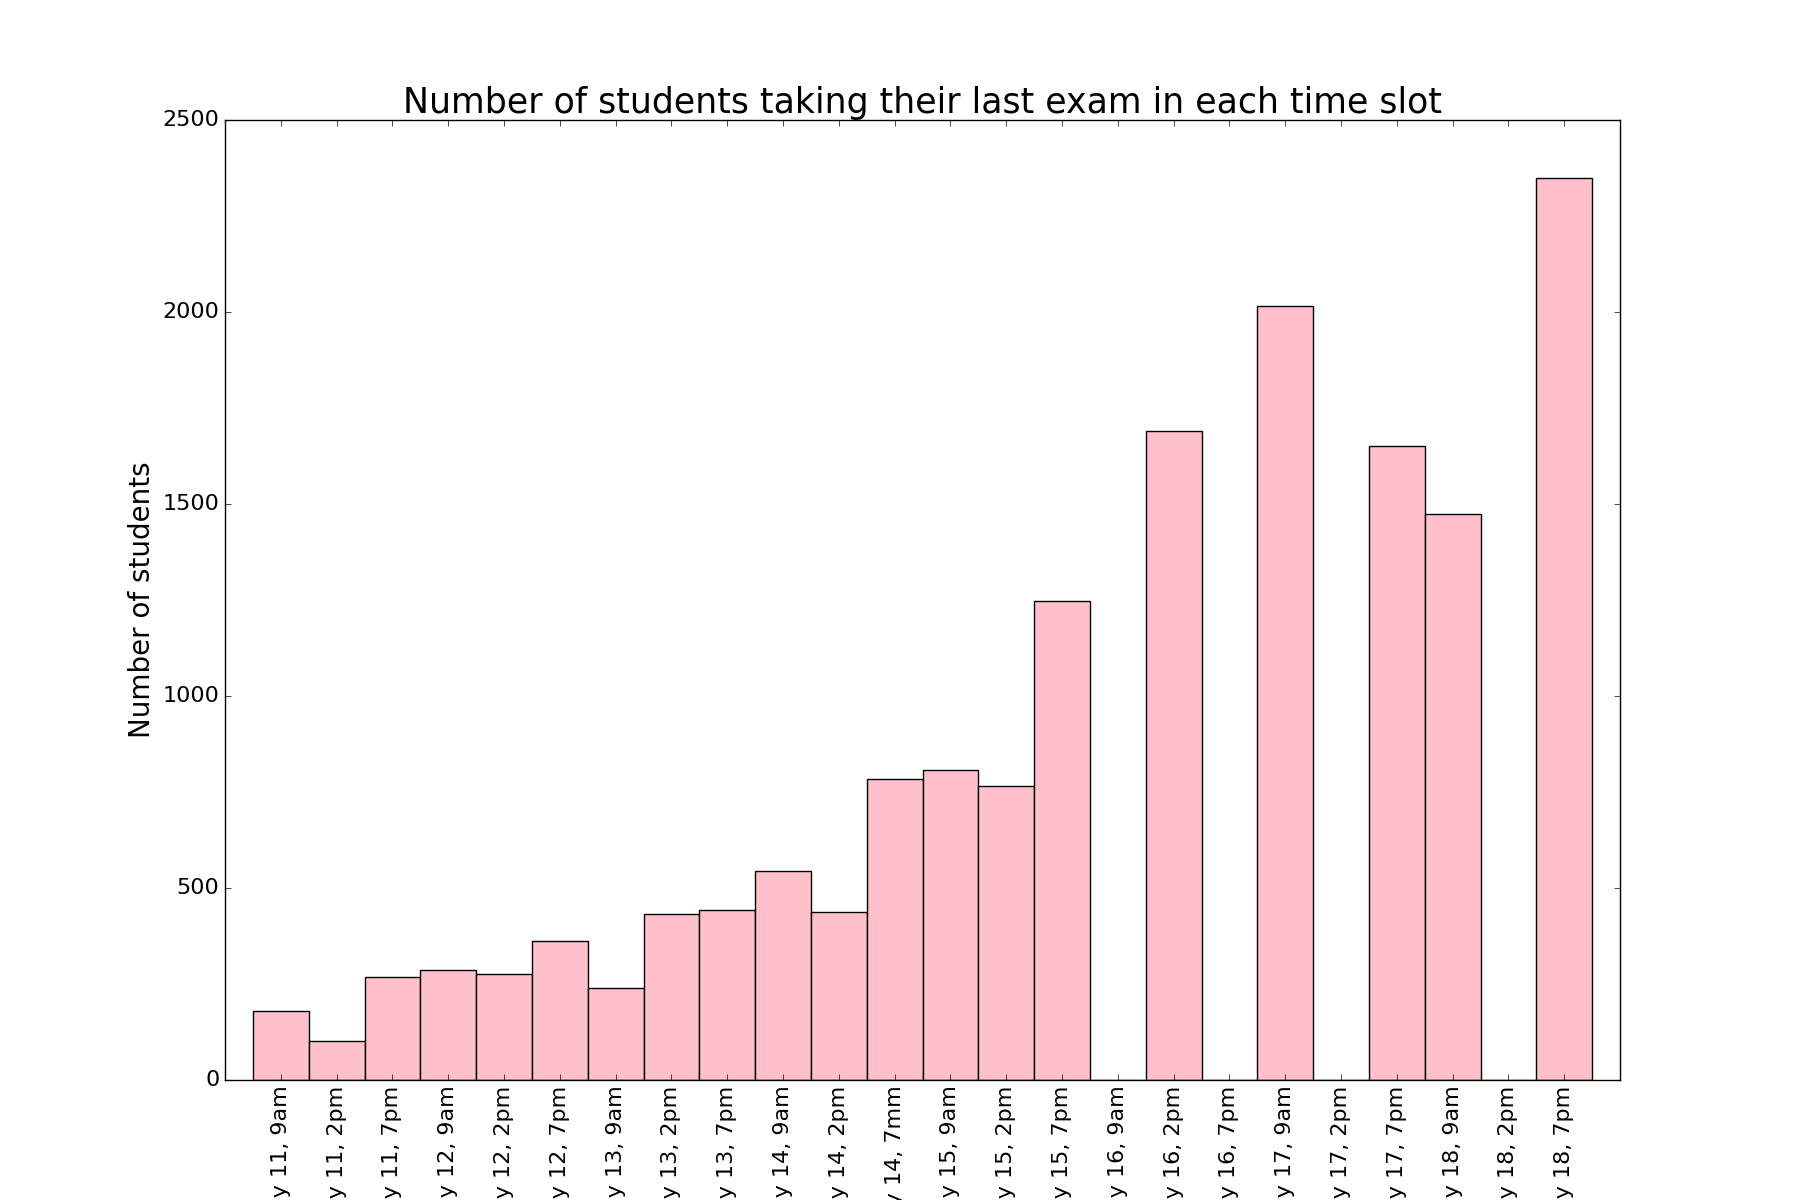 Number of students taking their last exam in each time slot
Number of students
2500
2000
1500
1000
500
0
y 11, 9am
y 11, 2pm
y 11, 7pm
y 12, 9am
y 12, 2pm
y 12, 7pm
y 13, 9am
y 13, 2pm
y 13, 7pm
y 14, 9am
y 14, 2pm
y 14, 7mm
y 15, 9am
y 15, 2pm
y 15, 7pm
y 16, 9am
y 16, 2pm
y 16, 7pm
y 17, 9am
y 17, 2pm
y 17, 7pm
y 18, 9am
y 18, 2pm
y 18, 7pm